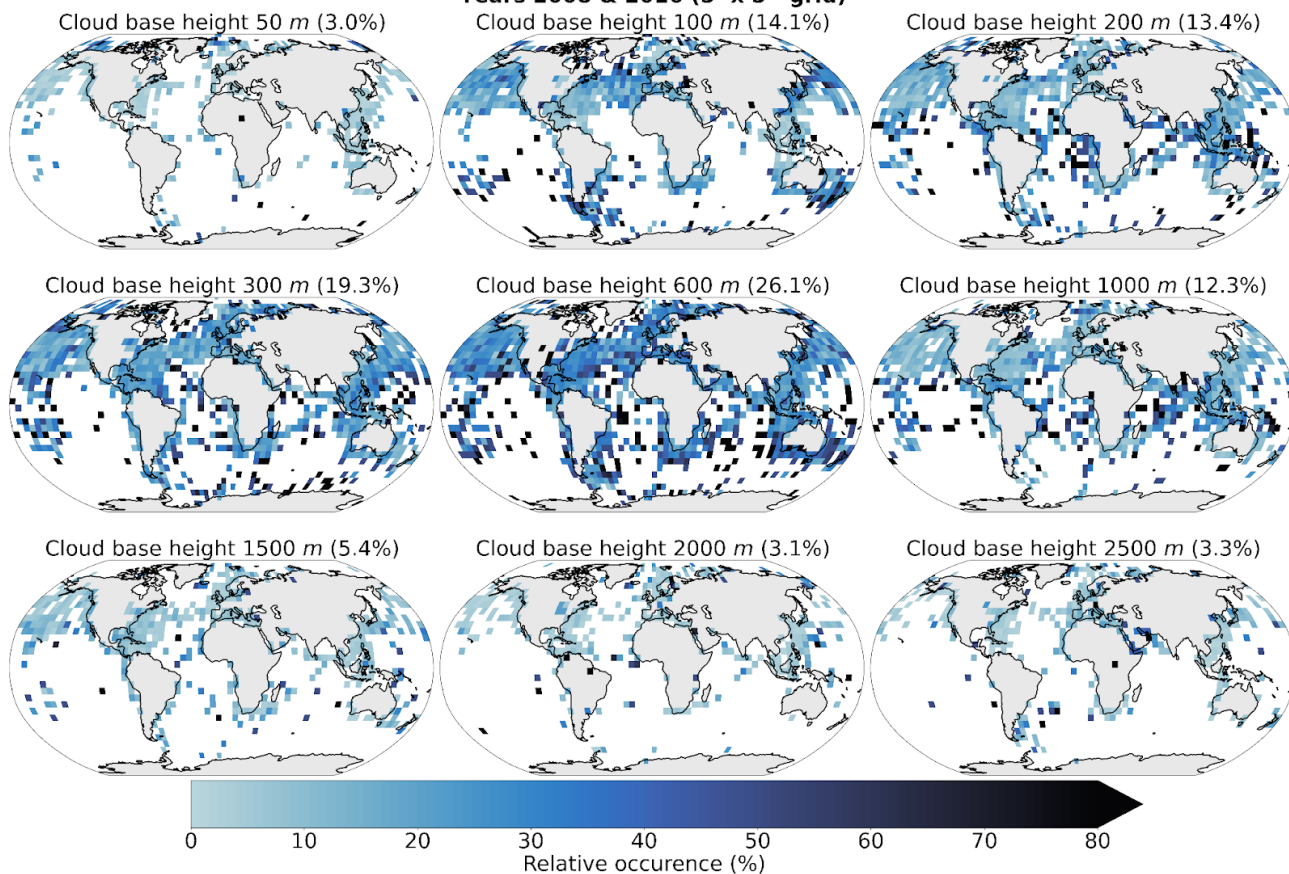 Cloud base height 50 m (3.0%)
Cloud base height 100 m (14.1%)
Cloud base height 200 m (13.4%)
Cloud base height 300 m (19.3%)
Cloud base height 600 m (26.1%)
Cloud base height 1000 m (12.3%)
Cloud base height 1500 m (5.4%)
Cloud base height 2000 m (3.1%)
Cloud base height 2500 m (3.3%)
0 10 20 30 40 50 60 70 80
Relative occurence (%)